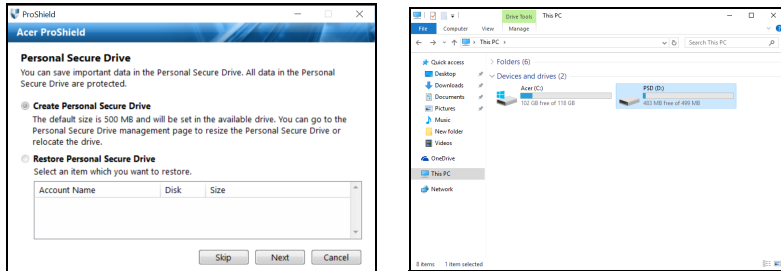 ProShield
Acer ProShield
Personal Secure Drive
You can save important data in the Personal Secure Drive. All data in the Personal
Secure Drive are protected.
Create Personal Secure Drive
The default size is 500 MB and will be set in the available drive. You can go to the
Personal Secure Drive management page to resize the Personal Secure Drive or
relocate the drive.
Restore Personal Secure Drive
Select an item which you want to restore.
Account Name Disk Size
Skip Next Cancel
Drive Tools This PC
File Computer View Manage
This PC
Search This PC
Quick access
Desktop
Downloads
Documents
Pictures
Music
New folder
Videos
OneDrive
This PC
Network
Folders (6)
Devices and drives (2)
Acer (C:)
102 GB free of 118 GB
PSD (D:)
483 MB free of 499 MB
8 items 1 item selected